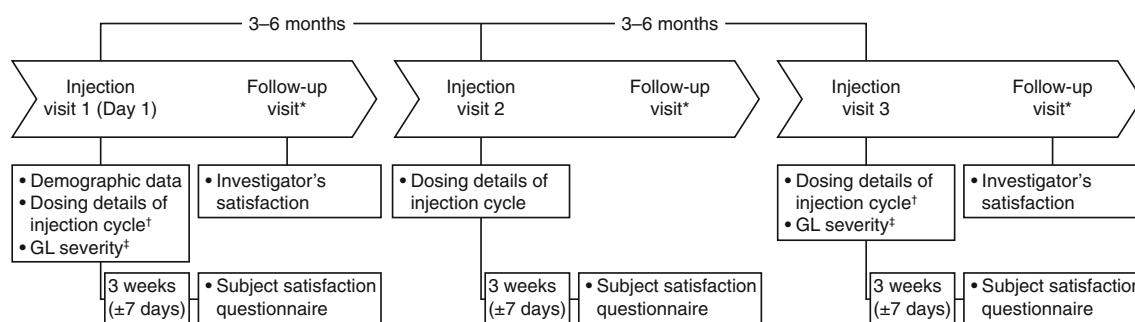 3–6 months
3–6 months
Injection
visit 1 (Day 1)
Follow-up
visit*
Injection
visit 2
Follow-up
visit*
Injection
visit 3
Follow-up
visit*
• Demographic data
• Dosing details of
injection cycle†
• GL severity‡
• Investigator's
satisfaction
• Dosing details of
injection cycle
• Dosing details of
injection cycle†
• GL severity‡
• Investigator's
satisfaction
3 weeks
(±7 days)
• Subject satisfaction
questionnaire
3 weeks
(±7 days)
• Subject satisfaction
questionnaire
3 weeks
(±7 days)
• Subject satisfaction
questionnaire